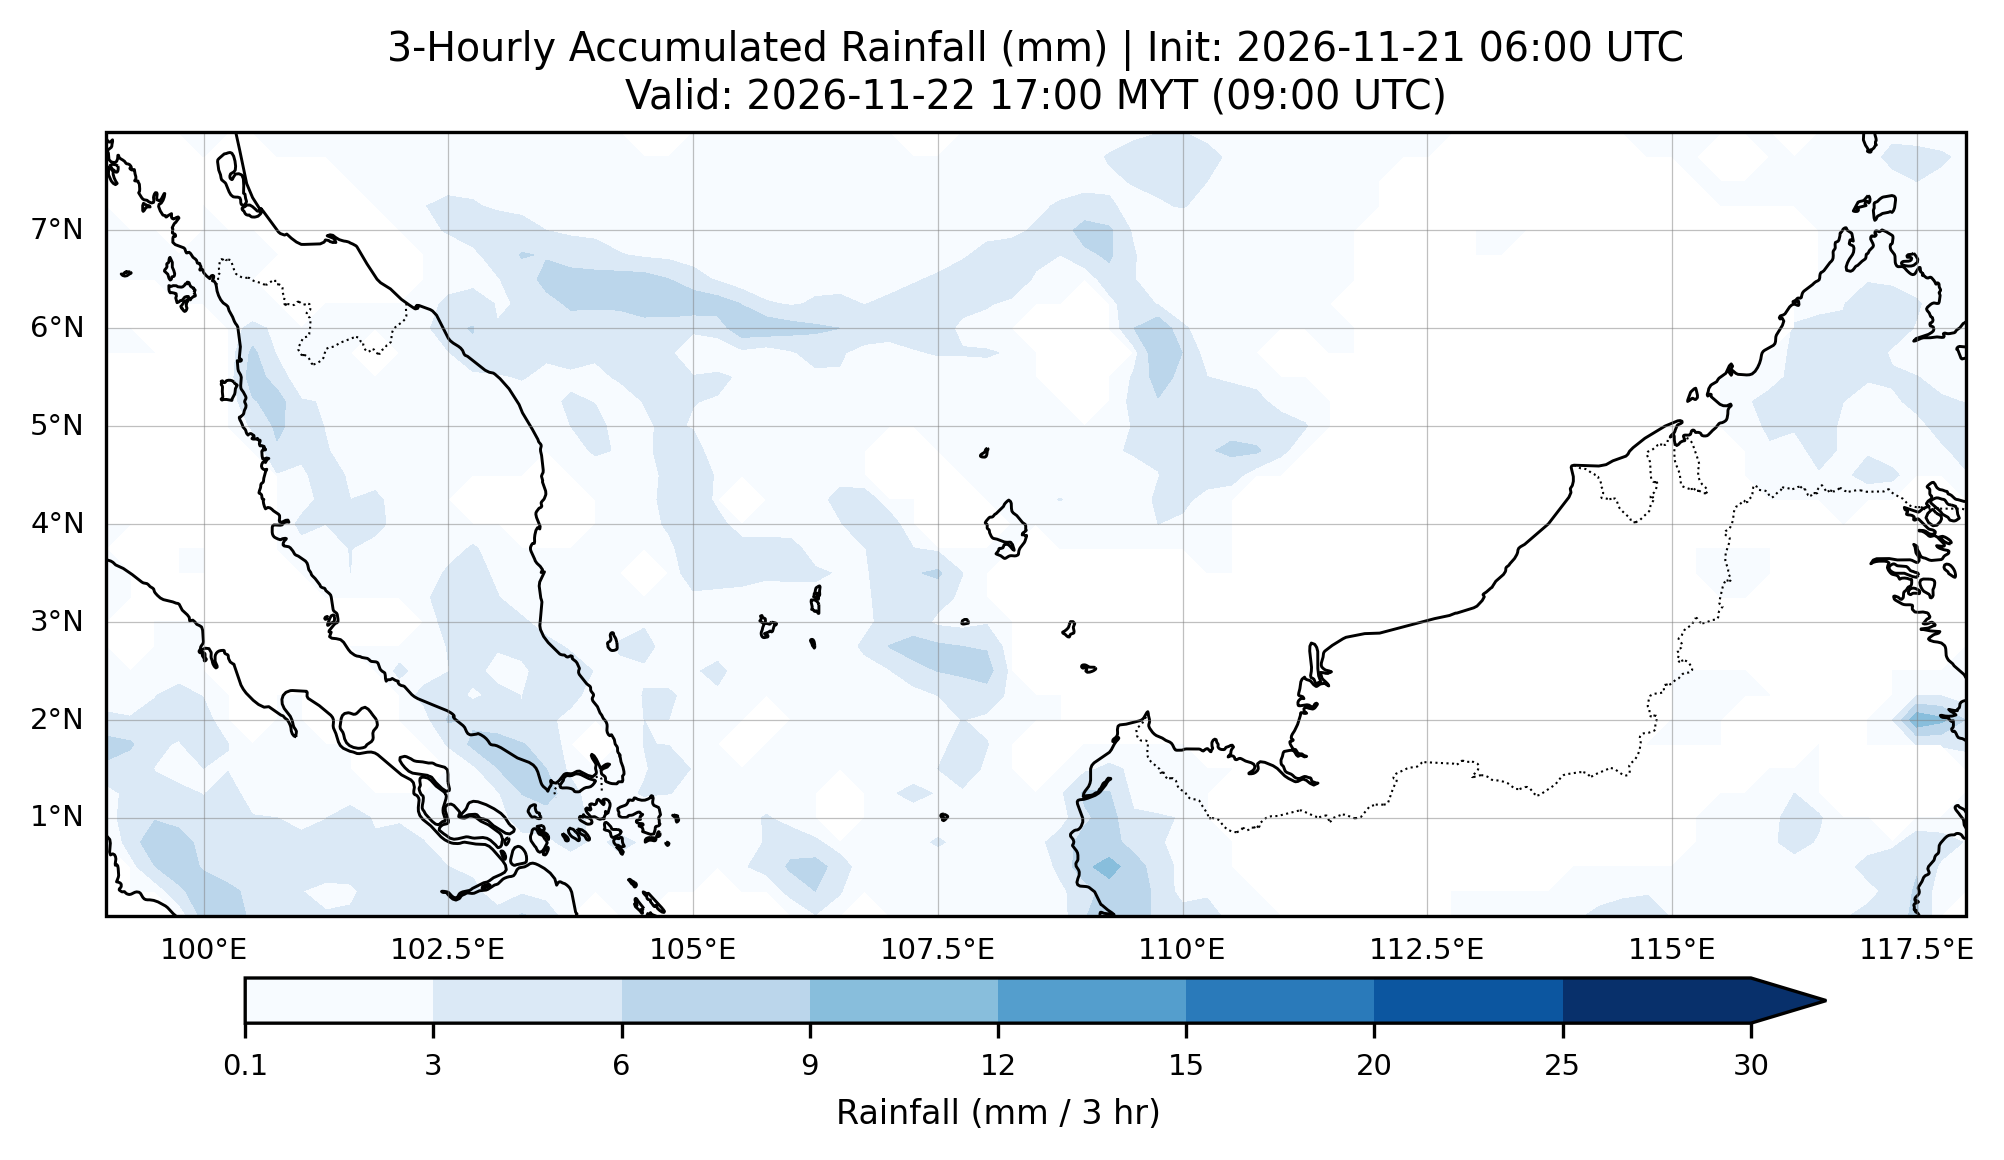 3-Hourly Accumulated Rainfall (mm) | Init: 2026-11-21 06:00 UTC
Valid: 2026-11-22 17:00 MYT (09:00 UTC)
7°N
6°N
5°N
4°N
3°N
2°N
1°N
100°E 102.5°E 105°E 107.5°E 110°E 112.5°E 115°E 117.5°E
0.1 3 6 9 12 15 20 25 30
Rainfall (mm / 3 hr)